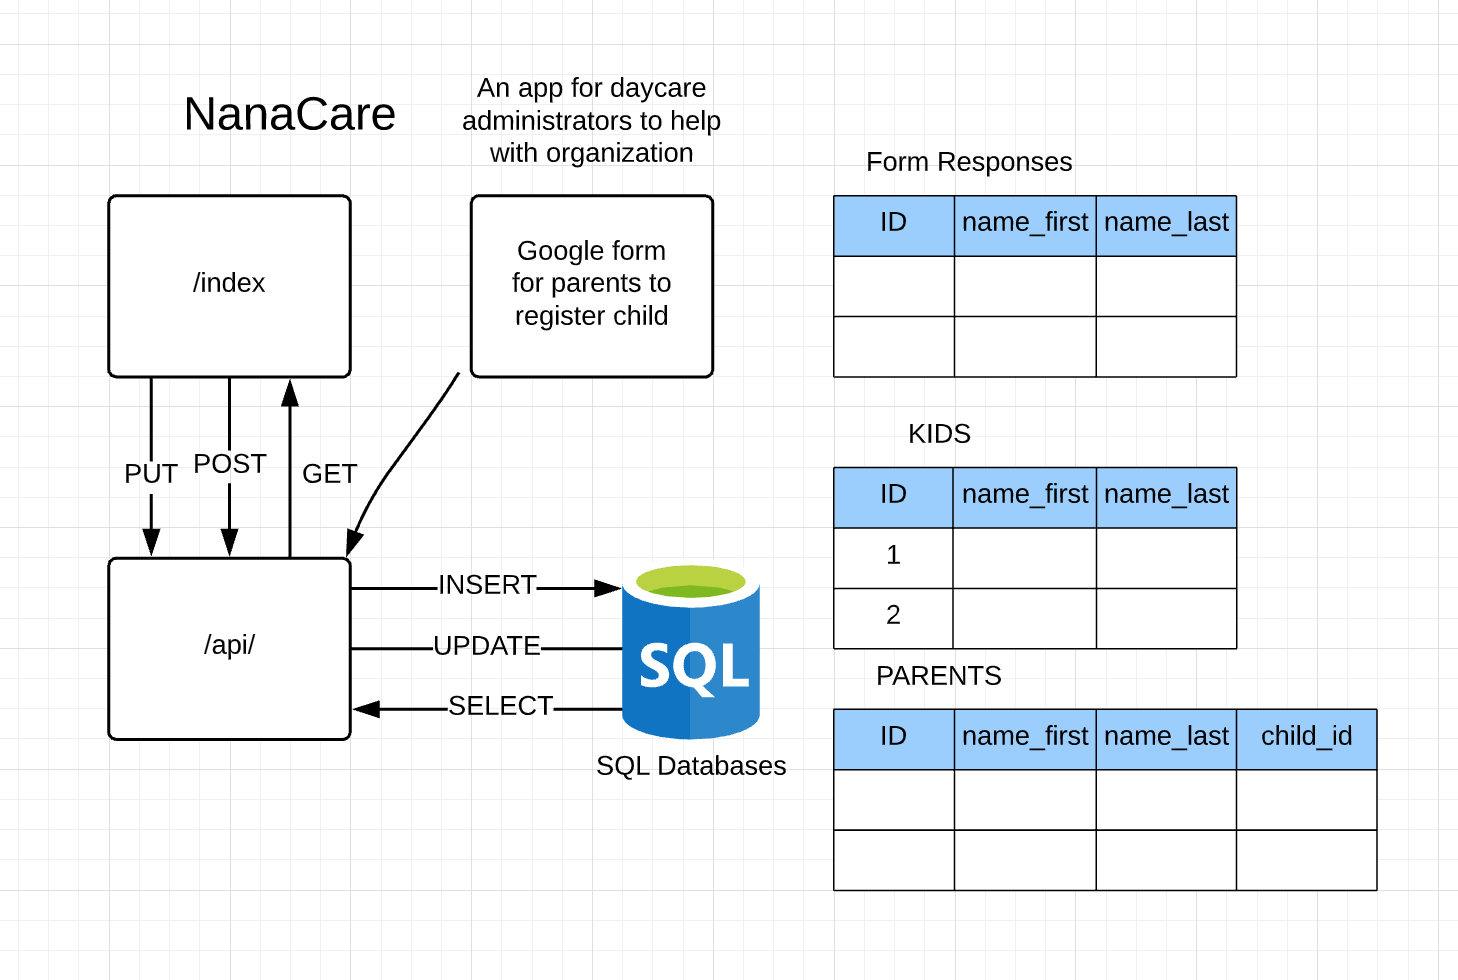 NanaCare
An app for daycare
administrators to help
with organization
/index
Google form
for parents to
register child
PUT
POST
GET
/api/
INSERT
UPDATE
SELECT
SQL
SQL Databases
Form Responses
ID name_first name_last
KIDS
ID name_first name_last
1
2
PARENTS
ID name_first name_last child_id